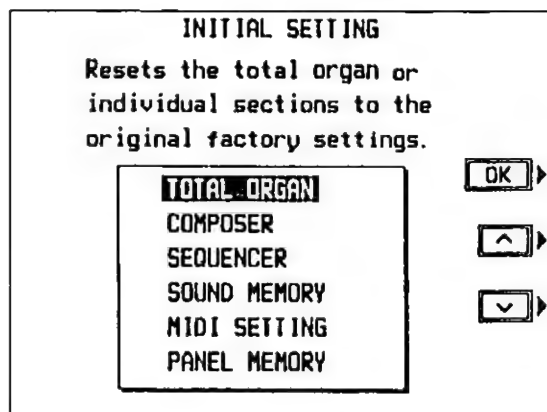 INITIAL SETTING
Resets the total organ or
individual sections to the
original factory settings.
TOTAL ORGAN
COMPOSER
SEQUENCER
SOUND MEMORY
MIDI SETTING
PANEL MEMORY
OK